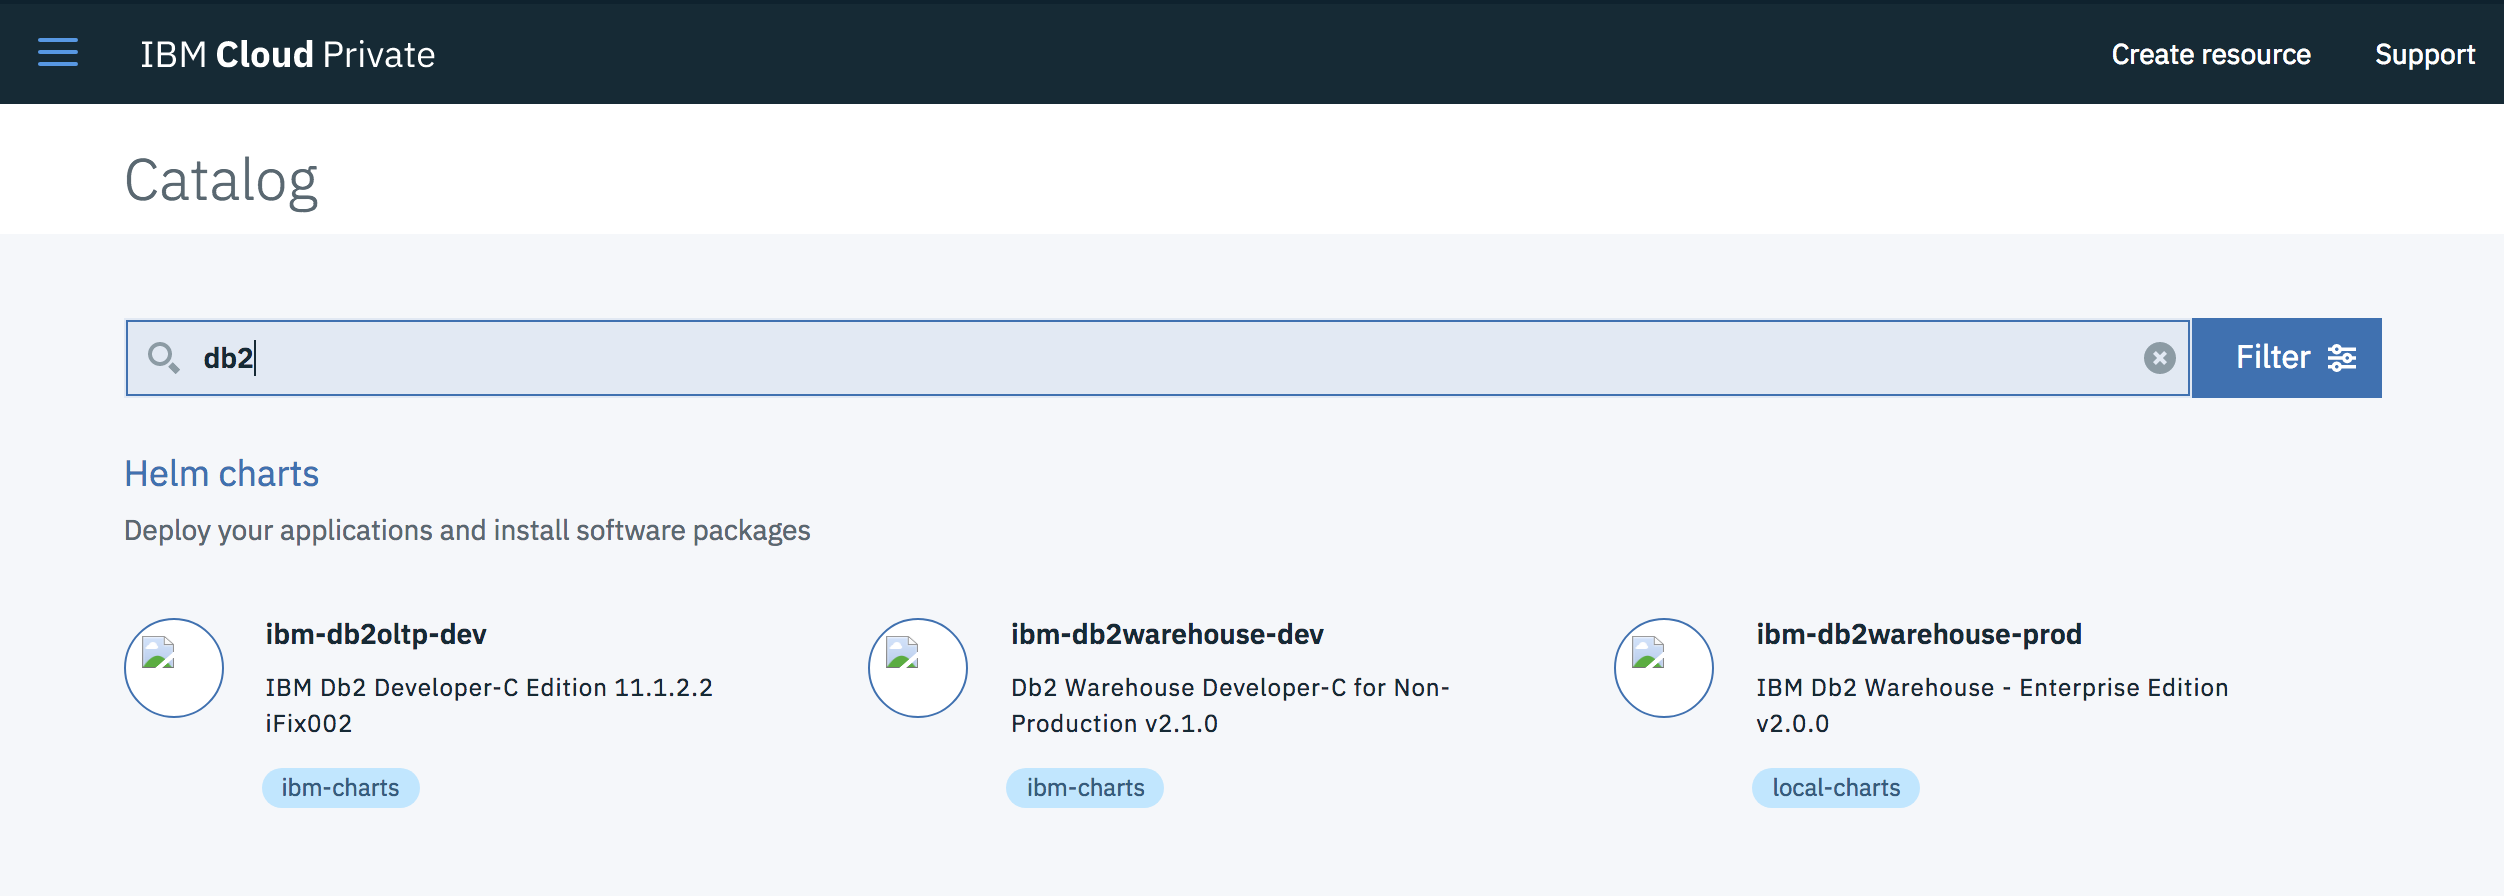 IBM Cloud Private
Create resource
Support
Catalog
db2
Filter
Helm charts
Deploy your applications and install software packages
ibm-db2oltp-dev
IBM Db2 Developer-C Edition 11.1.2.2
iFix002
ibm-charts
ibm-db2warehouse-dev
Db2 Warehouse Developer-C for Non-
Production v2.1.0
ibm-charts
ibm-db2warehouse-prod
IBM Db2 Warehouse - Enterprise Edition
v2.0.0
local-charts